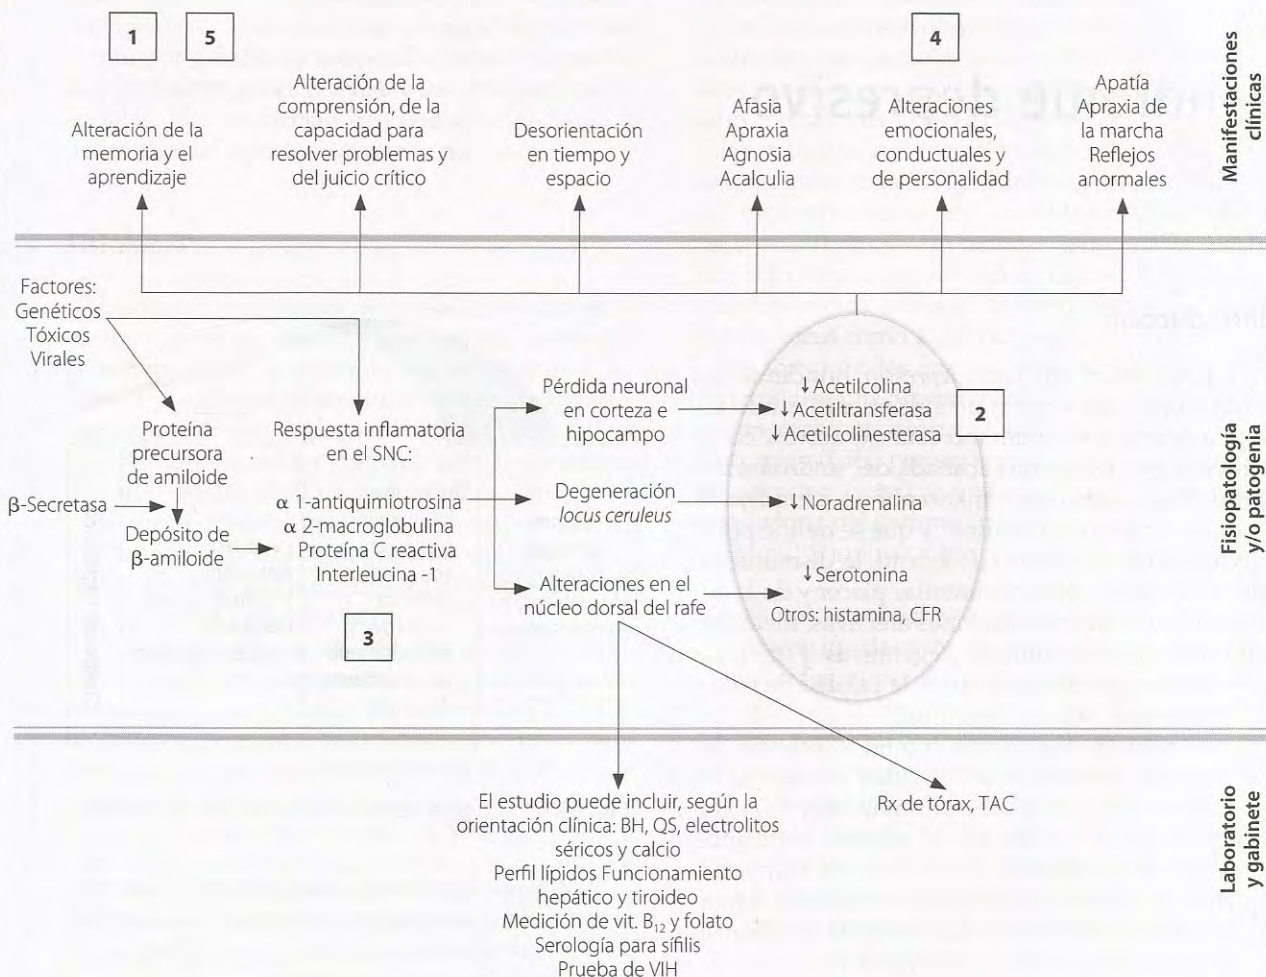 1
5
4
Alteración de la
memoria y el
aprendizaje
Alteración de la
comprensión, de la
capacidad para
resolver problemas y
del juicio crítico
Desorientación
en tiempo y
espacio
Afasia
Apraxia
Agnosia
Acalculia
Alteraciones
emocionales,
conductuales y
de personalidad
Apatía
Apraxia de
la marcha
Reflejos
anormales
Manifestaciones
clínicas
Factores:
Genéticos
Tóxicos
Virales
Proteína
precursora
de amiloide
β-Secretasa
Depósito de
β-amiloide
Respuesta inflamatoria
en el SNC:
α 1-antiquimiotrosina
α 2-macroglobulina
Proteína C reactiva
Interleucina -1
3
Pérdida neuronal
en corteza e
hipocampo
Degeneración
locus ceruleus
Alteraciones en el
núcleo dorsal del rafe
↓ Acetilcolina
↓ Acetiltransferasa
↓ Acetilcolinesterasa
2
↓ Noradrenalina
↓ Serotonina
Otros: histamina, CFR
Fisiopatología
y/o patogenia
El estudio puede incluir, según la
orientación clínica: BH, QS, electrolitos
séricos y calcio
Perfil lípidos Funcionamiento
hepático y tiroideo
Medición de vit. B₁₂ y folato
Serología para sífilis
Prueba de VIH
Rx de tórax, TAC
Laboratorio
y gabinete